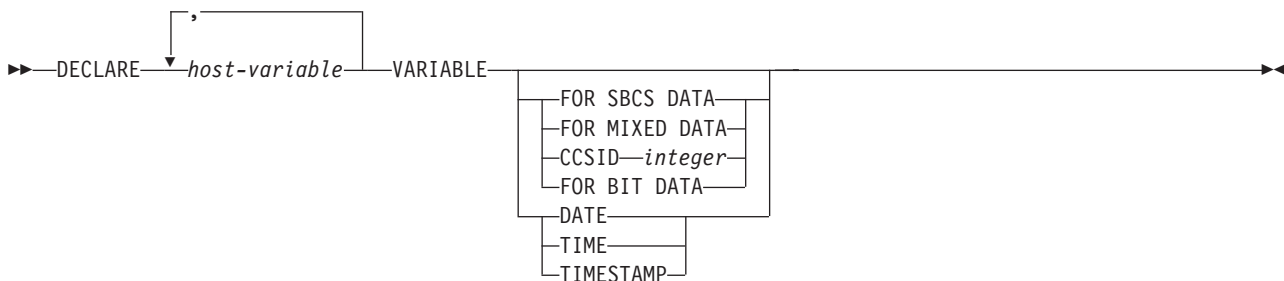 ,
DECLARE host-variable VARIABLE
FOR SBCS DATA
FOR MIXED DATA
CCSID integer
FOR BIT DATA
DATE
TIME
TIMESTAMP